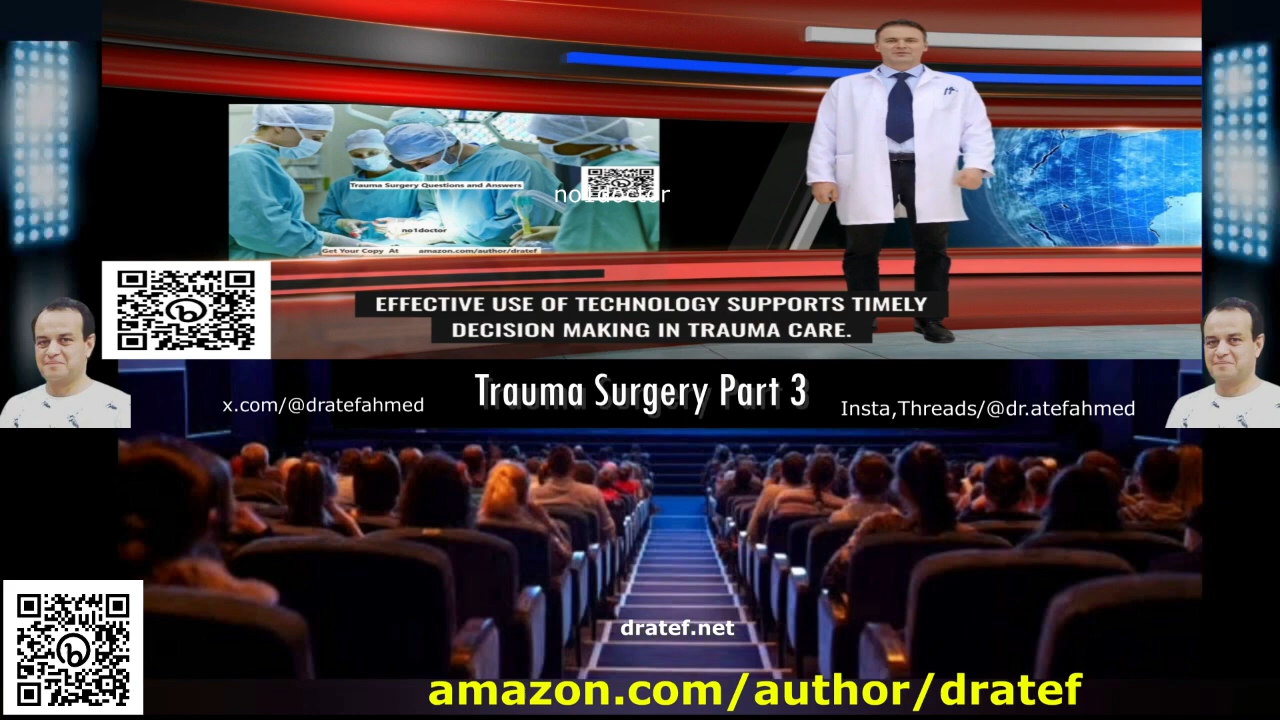 Trauma Surgery Questions and Answers
no1doctor
no1doctor
Get Your Copy At amazon.com/author/dratef
EFFECTIVE USE OF TECHNOLOGY SUPPORTS TIMELY
DECISION MAKING IN TRAUMA CARE.
Trauma Surgery Part 3
x.com/@dratefahmed
Insta,Threads/@dr.atefahmed
dratef.net
amazon.com/author/dratef